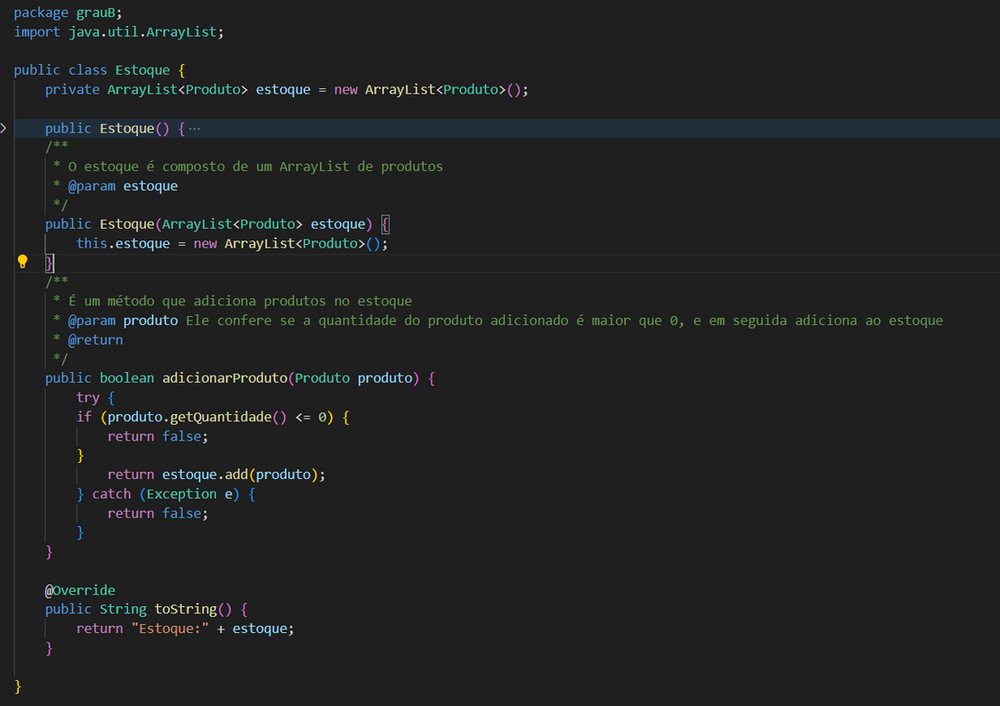 package grauB;
import java.util.ArrayList;
public class Estoque {
private ArrayList<Produto> estoque = new ArrayList<Produto>();
public Estoque() { ···
/**
* O estoque é composto de um ArrayList de produtos
* @param estoque
*/
public Estoque(ArrayList<Produto> estoque) {
this.estoque = new ArrayList<Produto>();
}
/**
* É um método que adiciona produtos no estoque
* @param produto Ele confere se a quantidade do produto adicionado é maior que 0, e em seguida adiciona ao estoque
* @return
*/
public boolean adicionarProduto(Produto produto) {
try {
if (produto.getQuantidade() <= 0) {
return false;
}
return estoque.add(produto);
} catch (Exception e) {
return false;
}
}
@Override
public String toString() {
return "Estoque:" + estoque;
}
}